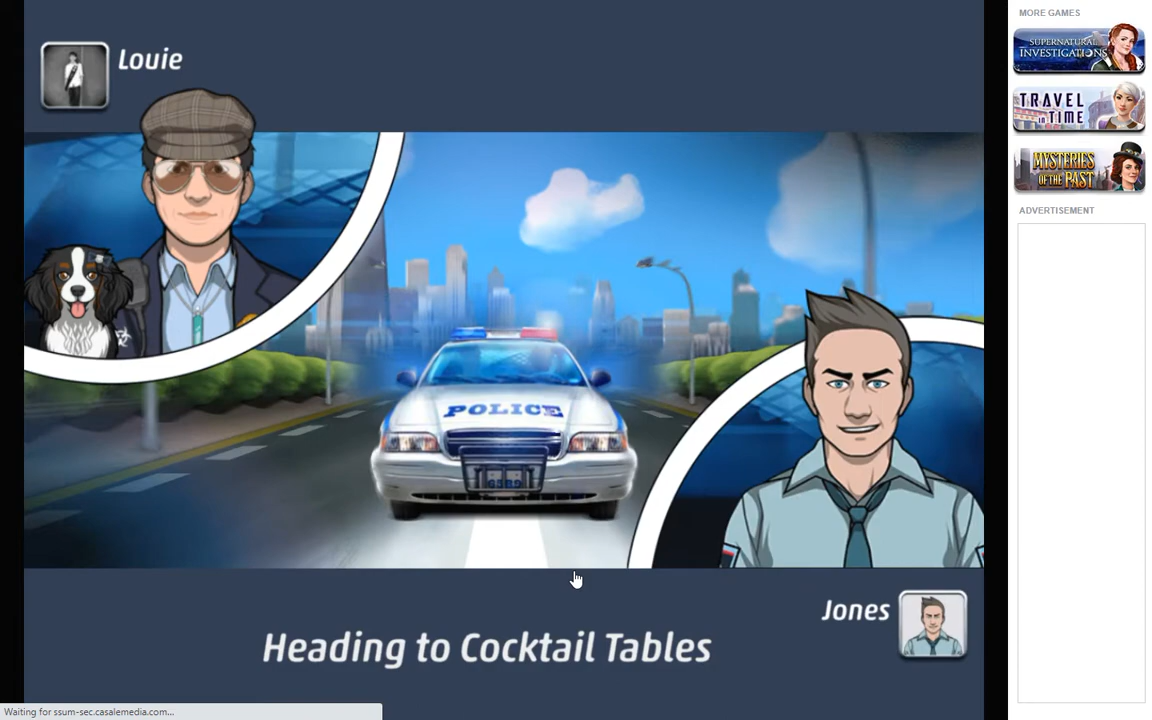 Louie
POLICE
Jones
Heading to Cocktail Tables
Waiting for ssum-sec.casalemedia.com...
MORE GAMES
SUPERNATURAL
INVESTIGATIONS
TRAVEL
IN TIME
MYSTERIES
OF THE PAST
ADVERTISEMENT